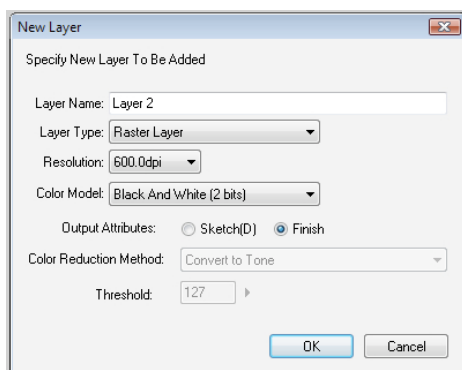 New Layer
Specify New Layer To Be Added
Layer Name: Layer 2
Layer Type: Raster Layer
Resolution: 600.0dpi
Color Model: Black And White (2 bits)
Output Attributes: Sketch(D) Finish
Color Reduction Method: Convert to Tone
Threshold: 127
OK Cancel